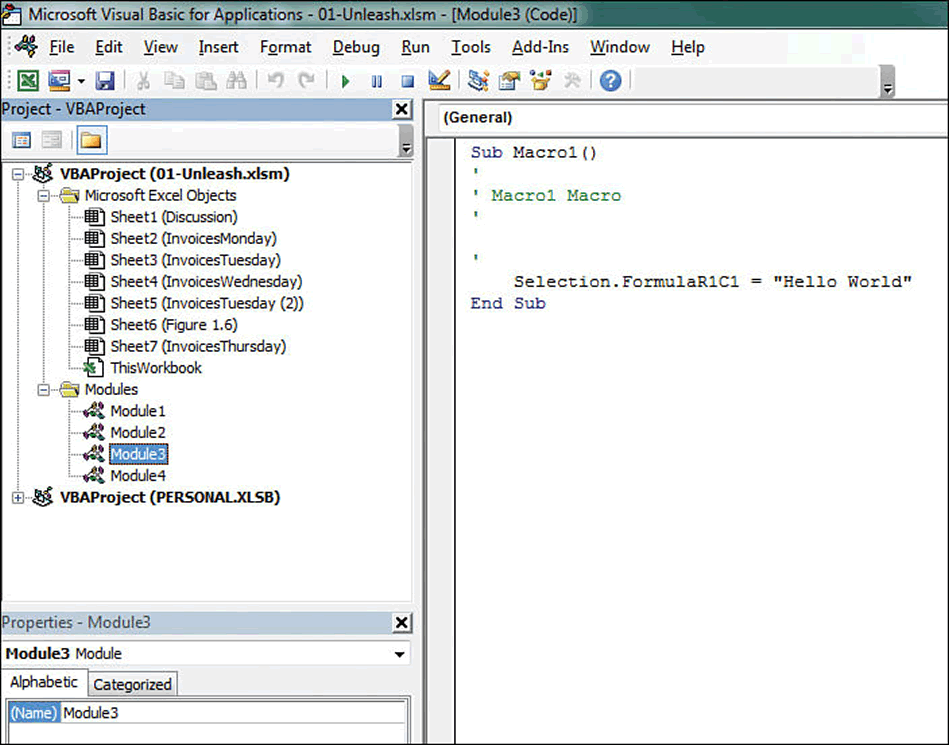 Microsoft Visual Basic for Applications - 01-Unleash.xlsm - [Module3 (Code)]
File Edit View Insert Format Debug Run Tools Add-Ins Window Help
Project - VBAProject
VBAProject (01-Unleash.xlsm)
Microsoft Excel Objects
Sheet1 (Discussion)
Sheet2 (InvoicesMonday)
Sheet3 (InvoicesTuesday)
Sheet4 (InvoicesWednesday)
Sheet5 (InvoicesTuesday (2))
Sheet6 (Figure 1.6)
Sheet7 (InvoicesThursday)
ThisWorkbook
Modules
Module1
Module2
Module3
Module4
VBAProject (PERSONAL.XLSB)
Properties - Module3
Module3 Module
Alphabetic Categorized
(Name) Module3
(General)
Sub Macro1()
'
' Macro1 Macro
'
'
Selection.FormulaR1C1 = "Hello World"
End Sub